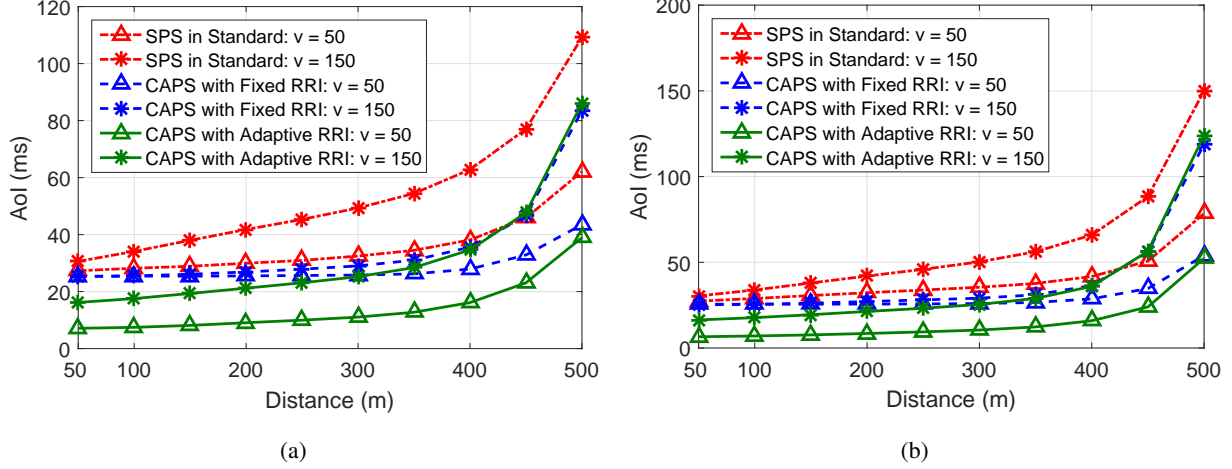 120
100
80
60
40
20
0
AoI (ms)
SPS in Standard: v = 50
SPS in Standard: v = 150
CAPS with Fixed RRI: v = 50
CAPS with Fixed RRI: v = 150
CAPS with Adaptive RRI: v = 50
CAPS with Adaptive RRI: v = 150
50 100 200 300 400 500
Distance (m)
(a)
200
150
100
50
0
AoI (ms)
SPS in Standard: v = 50
SPS in Standard: v = 150
CAPS with Fixed RRI: v = 50
CAPS with Fixed RRI: v = 150
CAPS with Adaptive RRI: v = 50
CAPS with Adaptive RRI: v = 150
50 100 200 300 400 500
Distance (m)
(b)